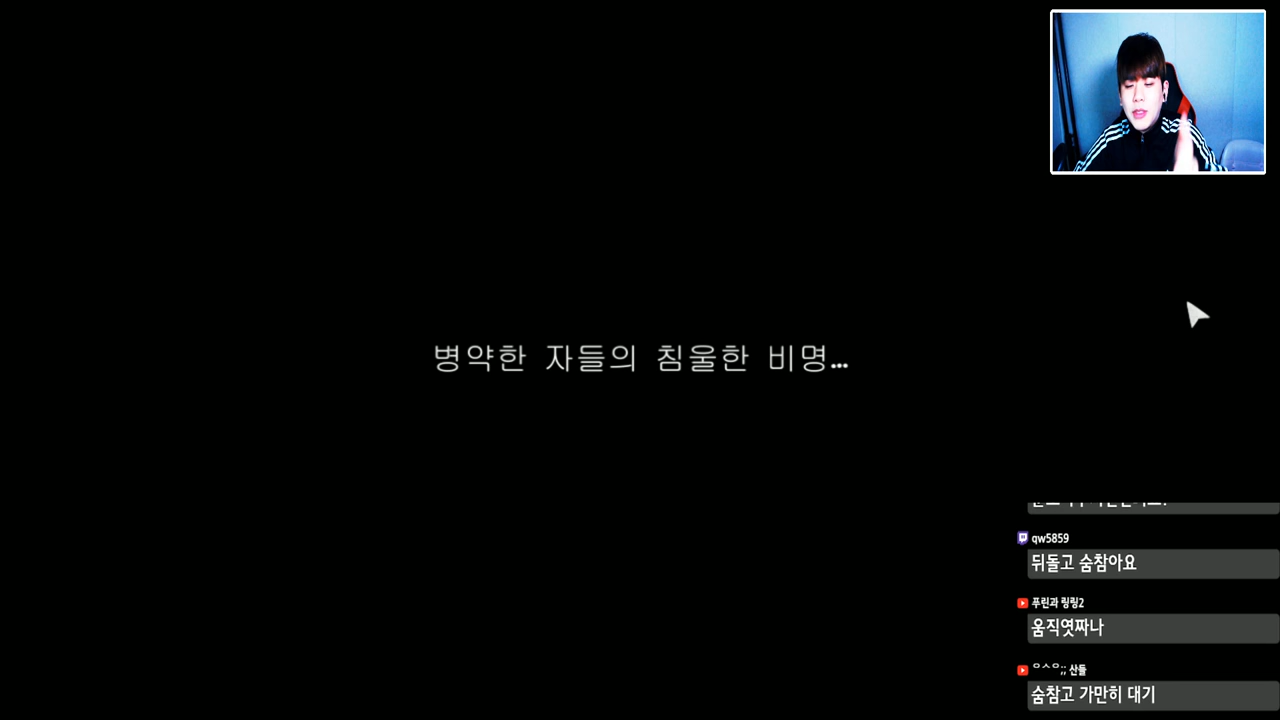 병약한 자들의 침울한 비명...
qw5859
뒤돌고 숨참아요
푸린과 링링2
움직엿짜나
ᄋᄉᄋ;; 산들
숨참고 가만히 대기